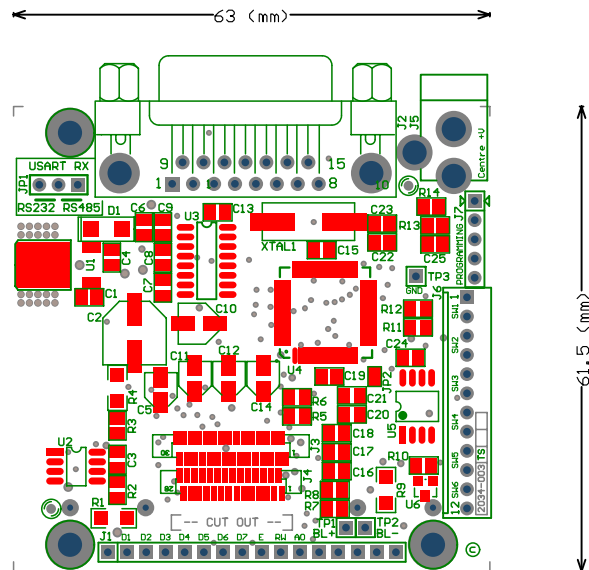 63 (mm)
J2
J5
Centre +V
9
15
1
1
8
10
USART RX
JP1
RS232 RS485
D1
C6
C9
U3
C13
C23
R14
R13
J7
XTAL1
C22
C25
PROGRAMMING
C15
U1
C4
C8
C7
TP3
GND
J6
C1
C2
C10
R12
R11
SW1
1
SW2
U4
C24
C11
C12
C5
C14
C19
JP2
SW3
R4
R6
R5
C21
C20
R3
U5
SW4
J3
C18
C17
C16
U2
C3
R2
J4
R10
SW5
TS
R8
R7
R9
U6
SW6
12
2034-003
R1
-- CUT OUT --
TP1
BL+
TP2
BL-
J1
D1 D2 D3 D4 D5 D6 D7 E RW A0
©
61.5 (mm)